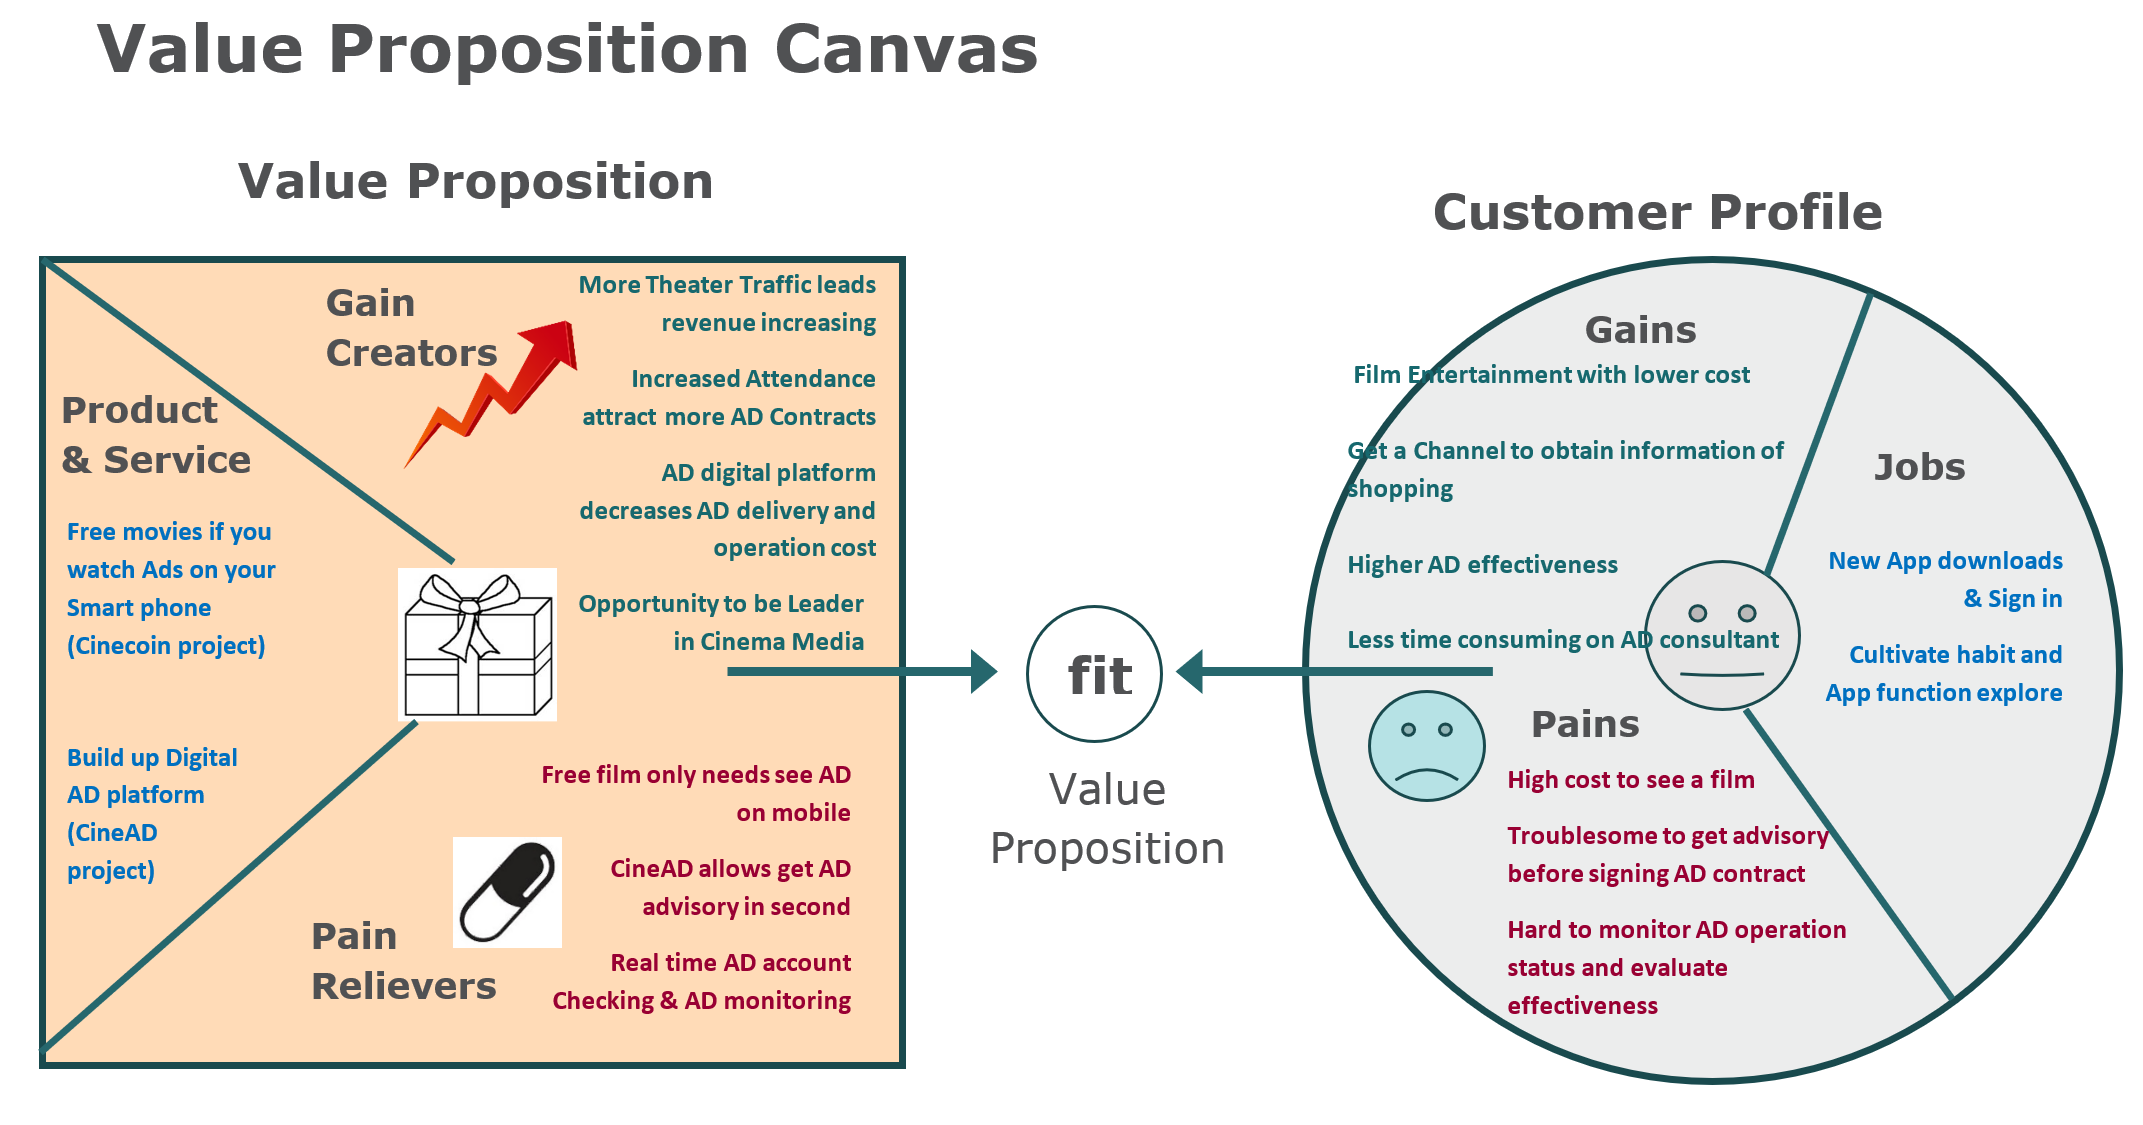 Value Proposition Canvas
Value Proposition
Gain
Creators
More Theater Traffic leads
revenue increasing
Increased Attendance
attract more AD Contracts
AD digital platform
decreases AD delivery and
operation cost
Opportunity to be Leader
in Cinema Media
Product
& Service
Free movies if you
watch Ads on your
Smart phone
(Cinecoin project)
Build up Digital
AD platform
(CineAD
project)
Pain
Relievers
Free film only needs see AD
on mobile
CineAD allows get AD
advisory in second
Real time AD account
Checking & AD monitoring
fit
Value
Proposition
Customer Profile
Gains
Film Entertainment with lower cost
Get a Channel to obtain information of
shopping
Higher AD effectiveness
Less time consuming on AD consultant
Jobs
New App downloads
& Sign in
Cultivate habit and
App function explore
Pains
High cost to see a film
Troublesome to get advisory
before signing AD contract
Hard to monitor AD operation
status and evaluate
effectiveness